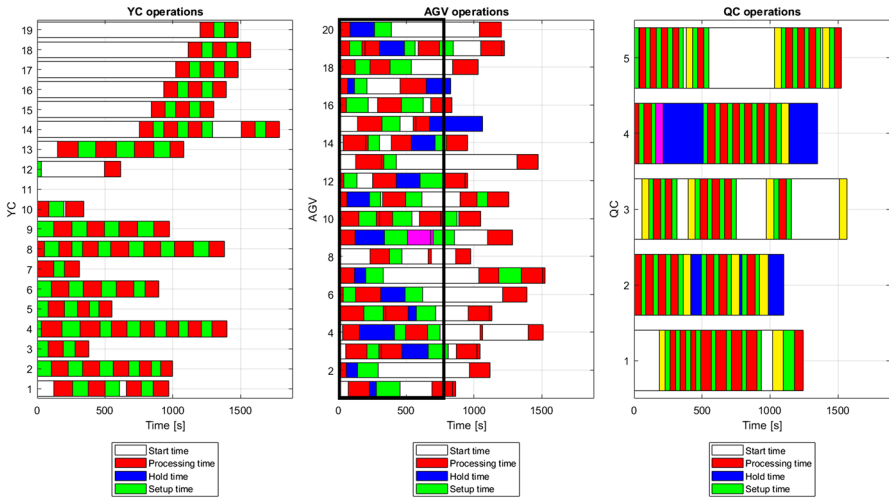 YC operations
19
18
17
16
15
14
13
12
11
10
9
8
7
6
5
4
3
2
1
YC
0 500 1000 1500
Time [s]
Start time
Processing time
Hold time
Setup time
AGV operations
20
18
16
14
12
10
8
6
4
2
AGV
0 500 1000 1500
Time [s]
Start time
Processing time
Hold time
Setup time
QC operations
5
4
3
2
1
QC
0 500 1000 1500
Time [s]
Start time
Processing time
Hold time
Setup time